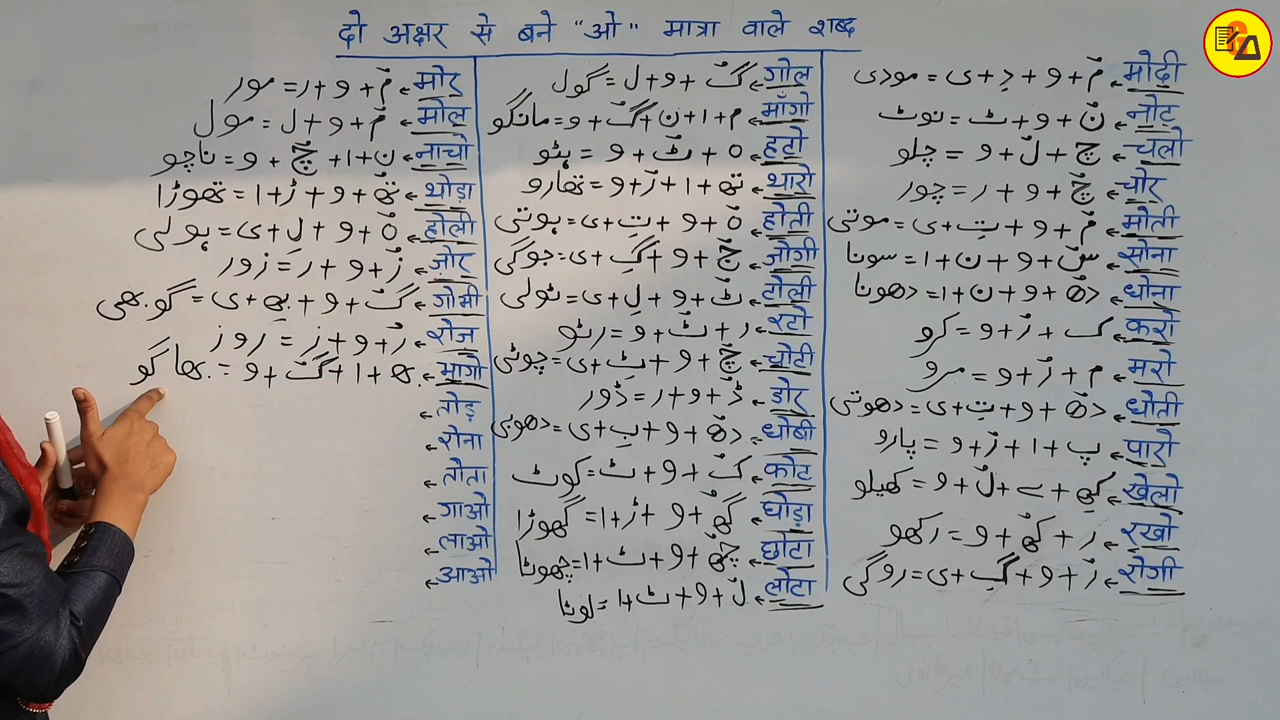 दो अक्षर से बने "ओ" मात्रा वाले शब्द
मोदी ← مٛ + و + دِ + ی = مودی
नोट ← نٛ + و + ٹ = نوٹ
चलो ← چ + لٛ + و = چلو
चोर ← چٛ + و + ر = چور
मोती ← مٛ + و + تِ + ی = موتی
सोना ← سٛ + و + ن + ا = سونا
धोना ← دھٛ + و + ن + ا = دھونا
करो ← ک + رٛ + و = کرو
मरो ← م + رٛ + و = مرو
धोती ← دھٛ + و + تِ + ی = دھوتی
पारो ← پ + ا + رٛ + و = پارو
खेलो ← کھِ + ے + لٛ + و = کھیلو
रखो ← ر + کھٛ + و = رکھو
रोगी ← رٛ + و + گِ + ی = روگی
गोल ← گٛ + و + ل = گول
माँगो ← م + ا + ن + گٛ + و = مانگو
हटो ← ہ + ٹٛ + و = ہٹو
थारो ← تھ + ا + رٛ + و = تھارو
होती ← ہٛ + و + تِ + ی = ہوتی
जोगी ← جٛ + و + گِ + ی = جوگی
टोली ← ٹٛ + و + لِ + ی = ٹولی
रटो ← ر + ٹٛ + و = رٹو
चोटी ← چٛ + و + ٹِ + ی = چوٹی
डोर ← ڈٛ + و + ر = ڈور
धोबी ← دھٛ + و + بِ + ی = دھوبی
कोट ← کٛ + و + ٹ = کوٹ
घोड़ा ← گھٛ + و + ڑ + ا = گھوڑا
छोटा ← چھٛ + و + ٹ + ا = چھوٹا
लोटा ← لٛ + و + ٹ + ا = لوٹا
मोर ← مٛ + و + ر = مور
मोल ← مٛ + و + ل = مول
नाचो ← ن + ا + چٛ + و = ناچو
थोड़ा ← تھٛ + و + ڑ + ا = تھوڑا
होली ← ہٛ + و + لِ + ی = ہولی
ज़ोर ← زٛ + و + ر = زور
गोभी ← گٛ + و + بھِ + ی = گوبھی
रोज ← رٛ + و + ز = روز
भागो ← بھ + ا + گٛ + و = بھاگو
तोड़ ←
रोना ←
तोता ←
गाओ ←
लाओ ←
आओ ←